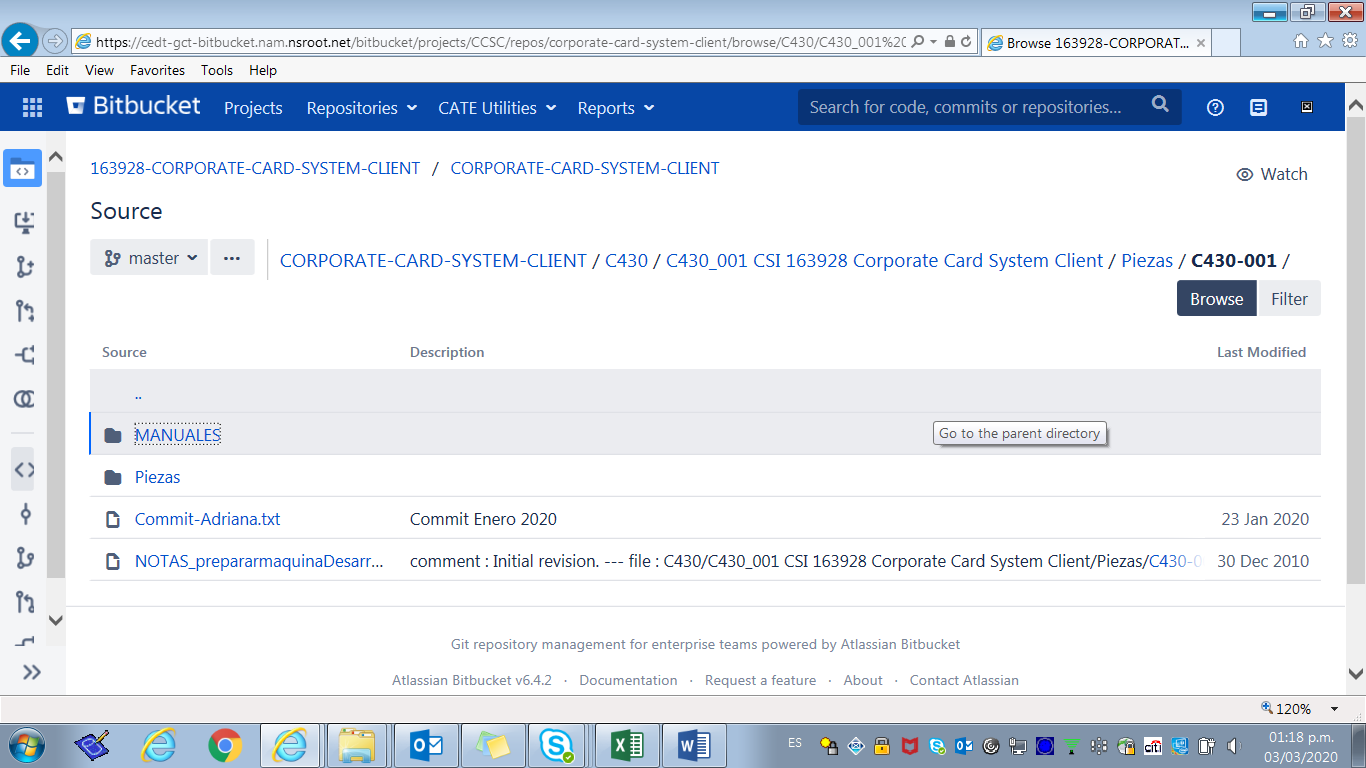 https://cedt-gct-bitbucket.nam.nsroot.net/bitbucket/projects/CCSC/repos/corporate-card-system-client/browse/C430/C430_001%20
Browse 163928-CORPORAT...
File Edit View Favorites Tools Help
Bitbucket Projects Repositories CATE Utilities Reports Search for code, commits or repositories...
163928-CORPORATE-CARD-SYSTEM-CLIENT / CORPORATE-CARD-SYSTEM-CLIENT
Watch
Source
master ... CORPORATE-CARD-SYSTEM-CLIENT / C430 / C430_001 CSI 163928 Corporate Card System Client / Piezas / C430-001 /
Browse Filter
Source Description Last Modified
..
MANUALES
Go to the parent directory
Piezas
Commit-Adriana.txt Commit Enero 2020 23 Jan 2020
NOTAS_prepararmaquinaDesarr... comment : Initial revision. --- file : C430/C430_001 CSI 163928 Corporate Card System Client/Piezas/C430-0 30 Dec 2010
Git repository management for enterprise teams powered by Atlassian Bitbucket
Atlassian Bitbucket v6.4.2 · Documentation · Request a feature · About · Contact Atlassian
120%
ES
citi
01:18 p.m.
03/03/2020